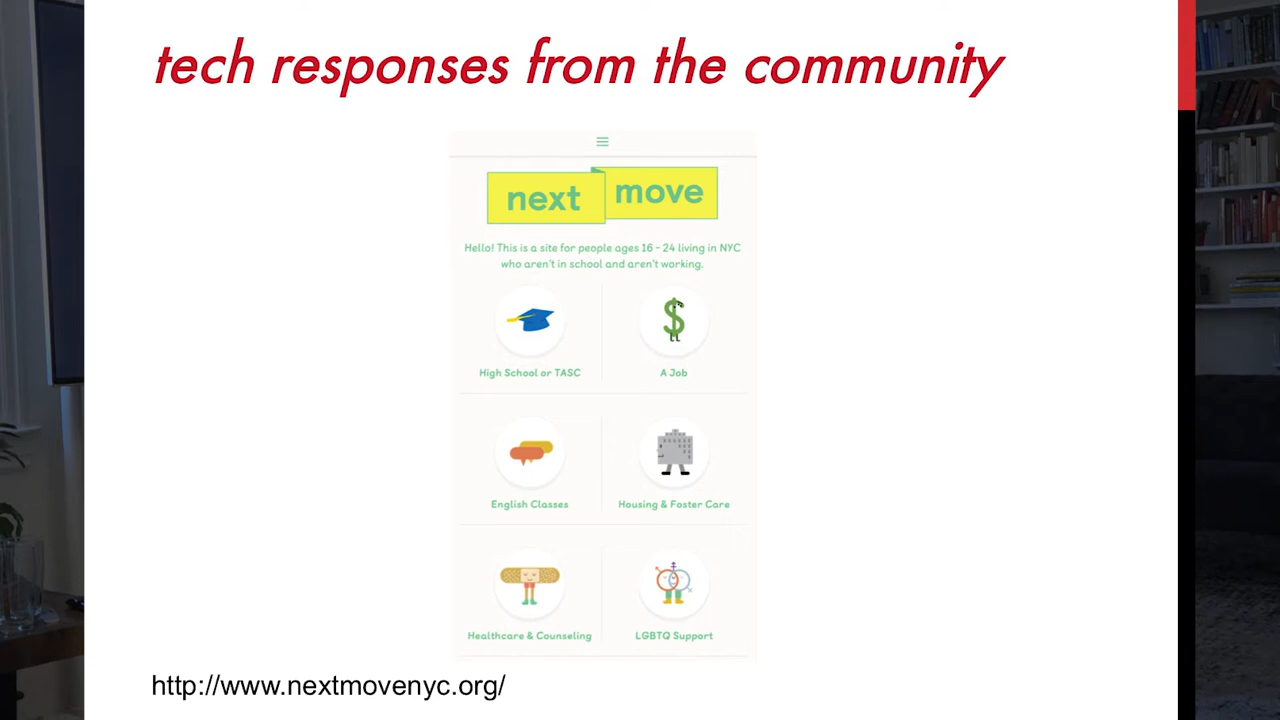 tech responses from the community
next move
Hello! This is a site for people ages 16 - 24 living in NYC
who aren't in school and aren't working.
High School or TASC
A Job
English Classes
Housing & Foster Care
Healthcare & Counseling
LGBTQ Support
http://www.nextmovenyc.org/